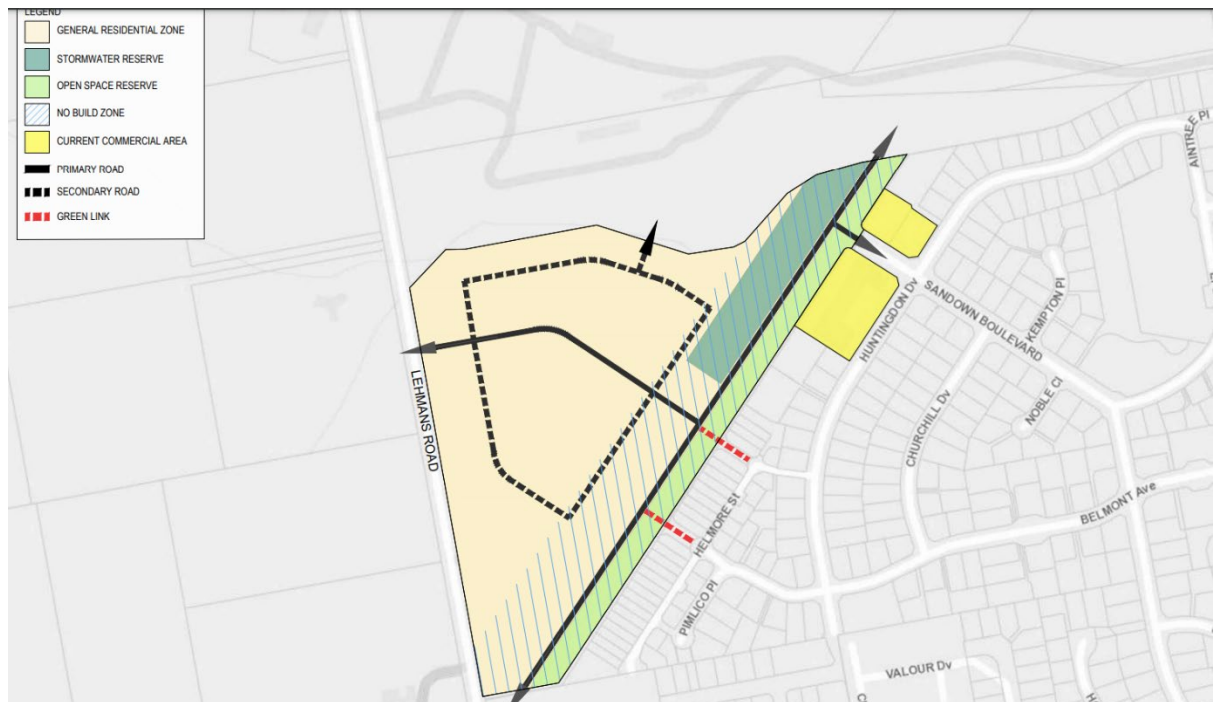 LEGEND
GENERAL RESIDENTIAL ZONE
STORMWATER RESERVE
OPEN SPACE RESERVE
NO BUILD ZONE
CURRENT COMMERCIAL AREA
PRIMARY ROAD
SECONDARY ROAD
GREEN LINK
AINTREE Pl
KEMPTON Pl
SANDOWN BOULEVARD
HUNTINGDON Dv
NOBLE Cl
CHURCHILL Dv
LEHMANS ROAD
BELMONT Ave
HELMORE St
PIMLICO Pl
VALOUR Dv